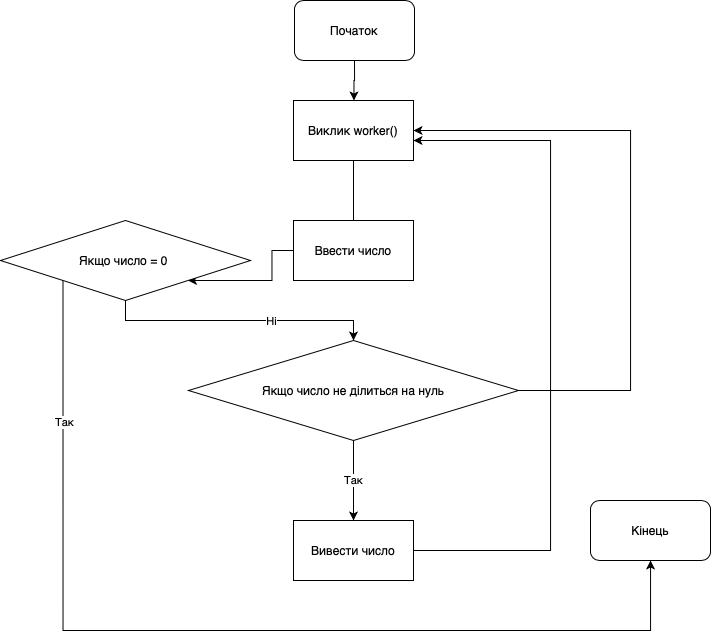 Початок
Виклик worker()
Ввести число
Якщо число = 0
Ні
Якщо число не ділиться на нуль
Так
Так
Вивести число
Кінець